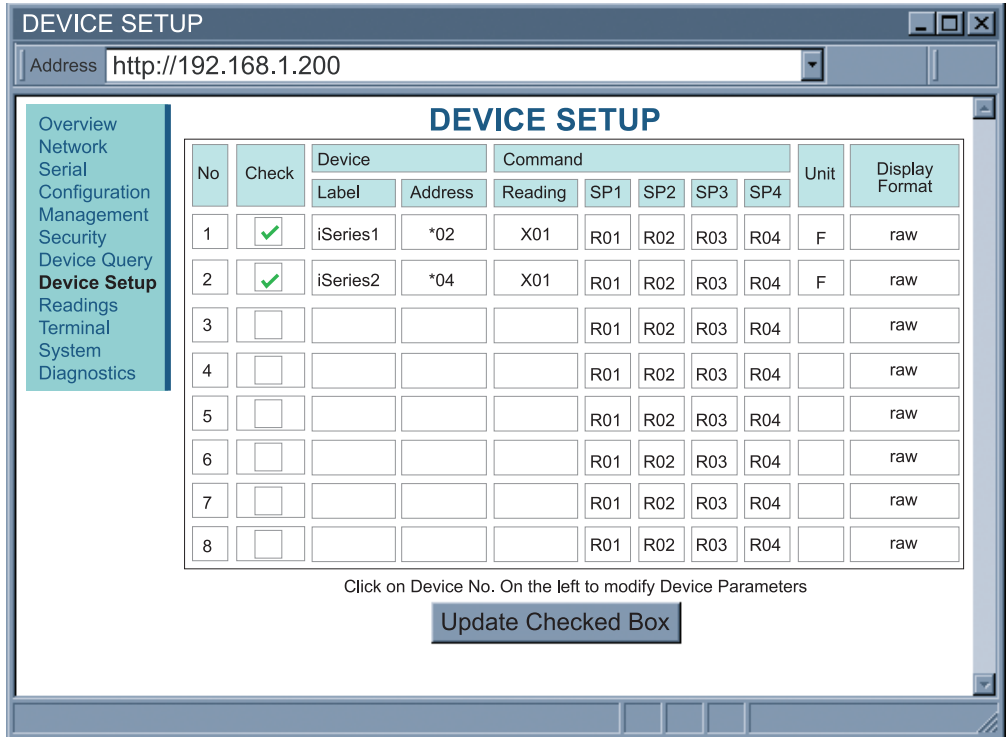 DEVICE SETUP
Address http://192.168.1.200
Overview
Network
Serial
Configuration
Management
Security
Device Query
Device Setup
Readings
Terminal
System
Diagnostics
DEVICE SETUP
No Check Device Command Unit Display Format
Label Address Reading SP1 SP2 SP3 SP4
1 iSeries1 *02 X01 R01 R02 R03 R04 F raw
2 iSeries2 *04 X01 R01 R02 R03 R04 F raw
3 R01 R02 R03 R04 raw
4 R01 R02 R03 R04 raw
5 R01 R02 R03 R04 raw
6 R01 R02 R03 R04 raw
7 R01 R02 R03 R04 raw
8 R01 R02 R03 R04 raw
Click on Device No. On the left to modify Device Parameters
Update Checked Box